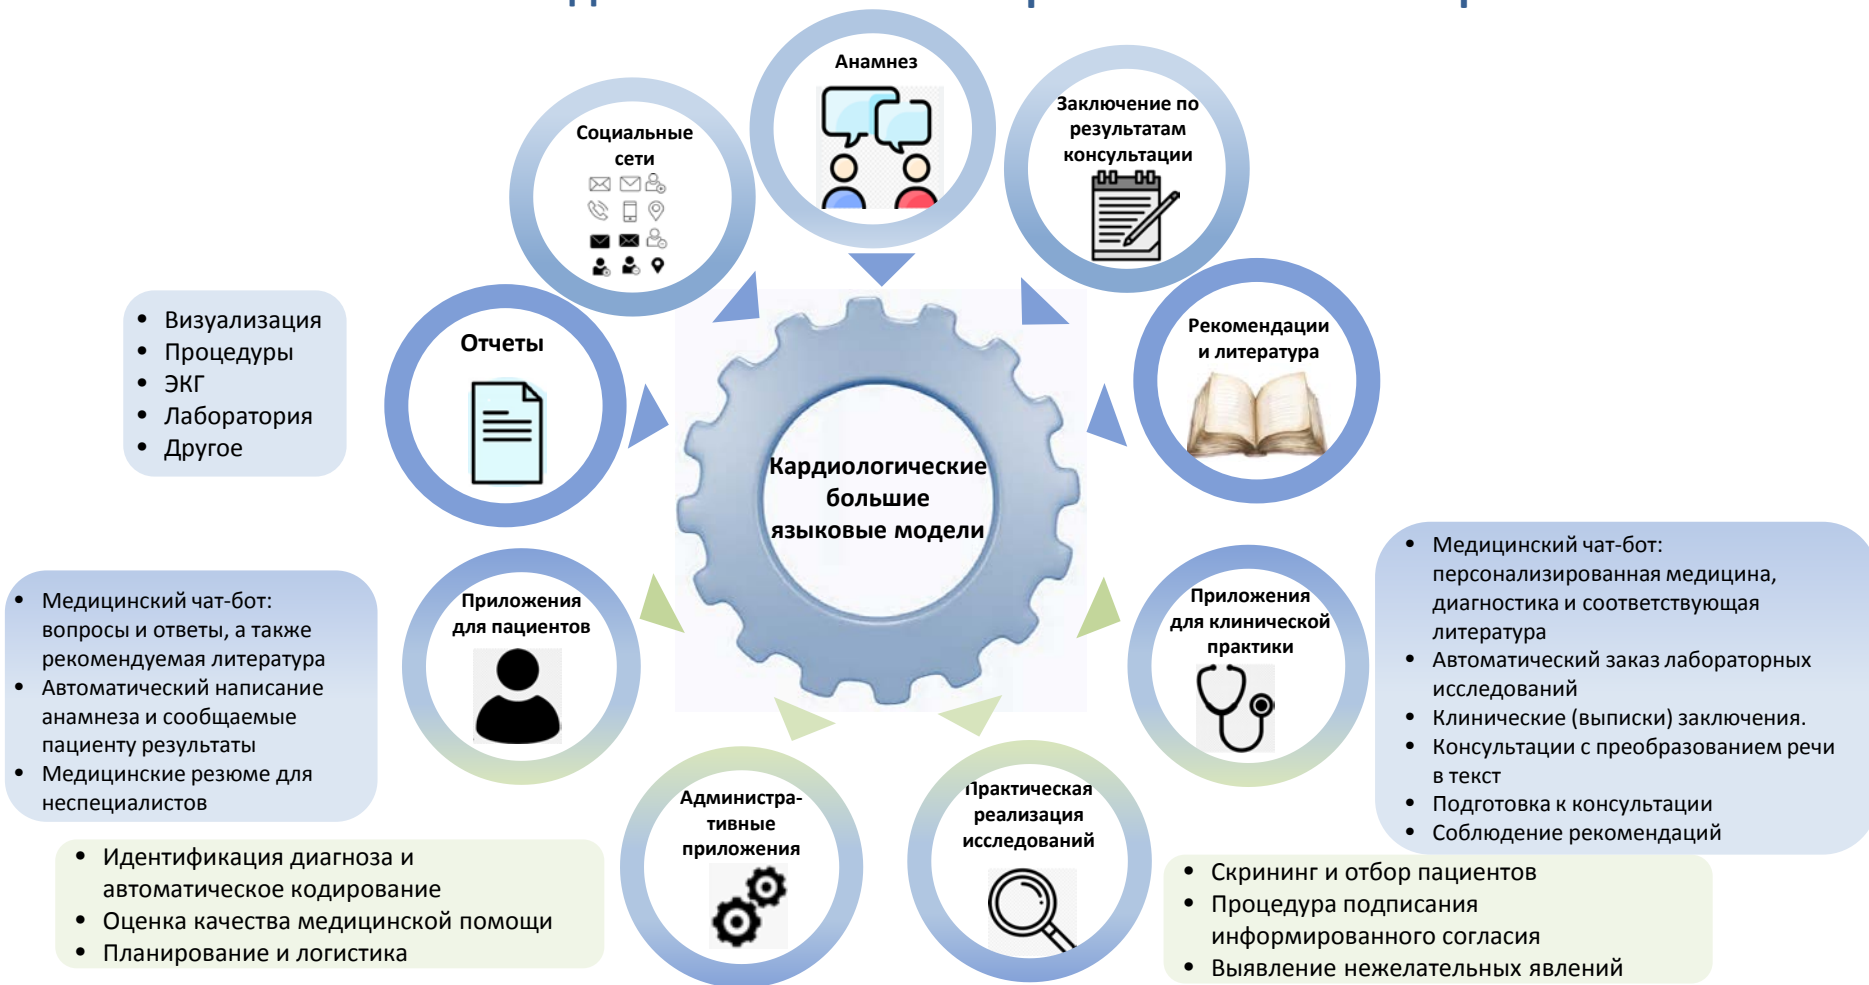 Анамнез
Заключение по
результатам
консультации
Социальные
сети
Рекомендации
и литература
Отчеты
• Визуализация
• Процедуры
• ЭКГ
• Лаборатория
• Другое
Кардиологические
большие
языковые модели
Приложения
для пациентов
• Медицинский чат-бот:
вопросы и ответы, а также
рекомендуемая литература
• Автоматический написание
анамнеза и сообщаемые
пациенту результаты
• Медицинские резюме для
неспециалистов
Приложения
для клинической
практики
• Медицинский чат-бот:
персонализированная медицина,
диагностика и соответствующая
литература
• Автоматический заказ лабораторных
исследований
• Клинические (выписки) заключения.
• Консультации с преобразованием речи
в текст
• Подготовка к консультации
• Соблюдение рекомендаций
Администра-
тивные
приложения
• Идентификация диагноза и
автоматическое кодирование
• Оценка качества медицинской помощи
• Планирование и логистика
Практическая
реализация
исследований
• Скрининг и отбор пациентов
• Процедура подписания
информированного согласия
• Выявление нежелательных явлений